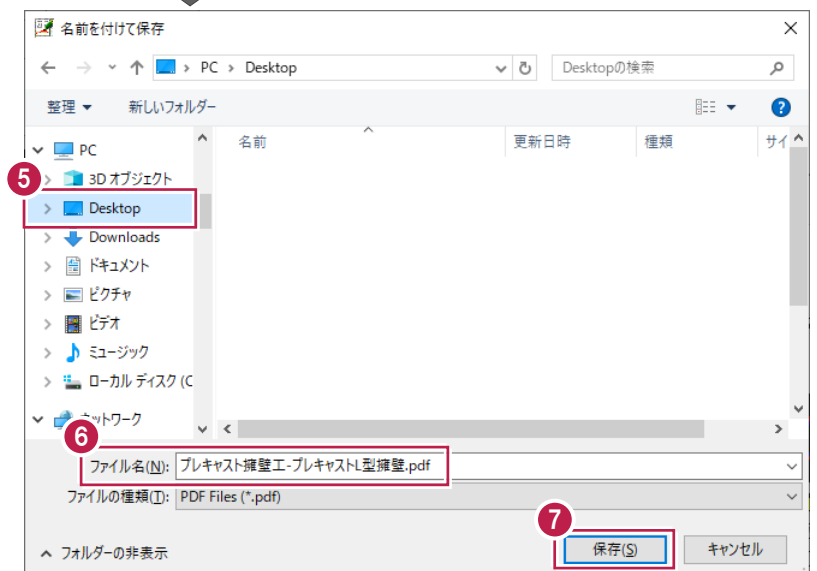 名前を付けて保存
PC › Desktop
Desktopの検索
整理 ▼ 新しいフォルダー
名前 更新日時 種類 サイ
PC
5
3D オブジェクト
Desktop
Downloads
ドキュメント
ピクチャ
ビデオ
ミュージック
ローカル ディスク (C
ネットワーク
6
ファイル名(N): プレキャスト擁壁工-プレキャストL型擁壁.pdf
ファイルの種類(T): PDF Files (*.pdf)
7
フォルダーの非表示
保存(S) キャンセル